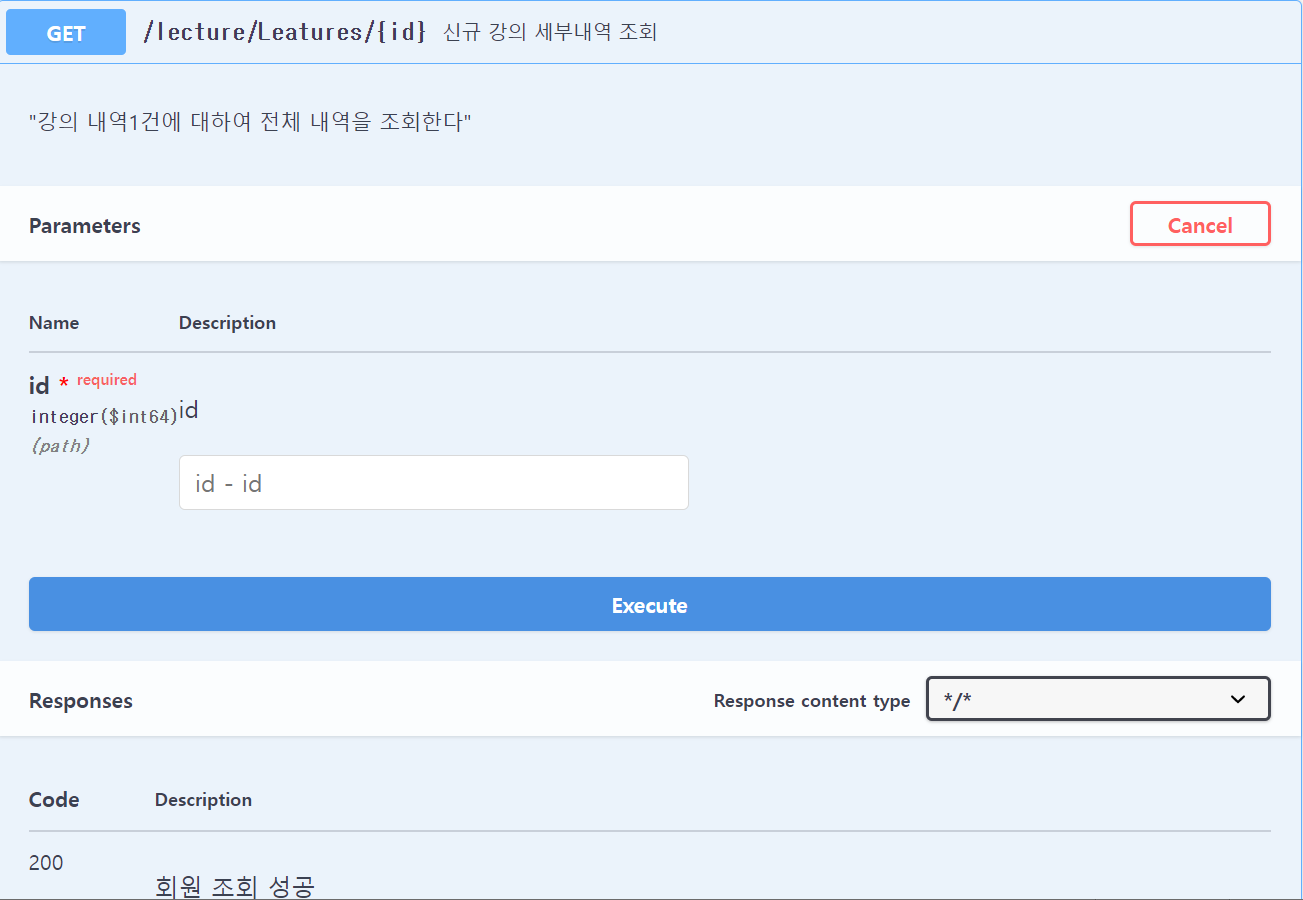 GET /lecture/Leatures/{id} 신규 강의 세부내역 조회
"강의 내역1건에 대하여 전체 내역을 조회한다"
Parameters
Cancel
Name Description
id * required
integer($int64)
(path)
id
id - id
Execute
Responses
Response content type */*
Code Description
200
회원 조회 성공